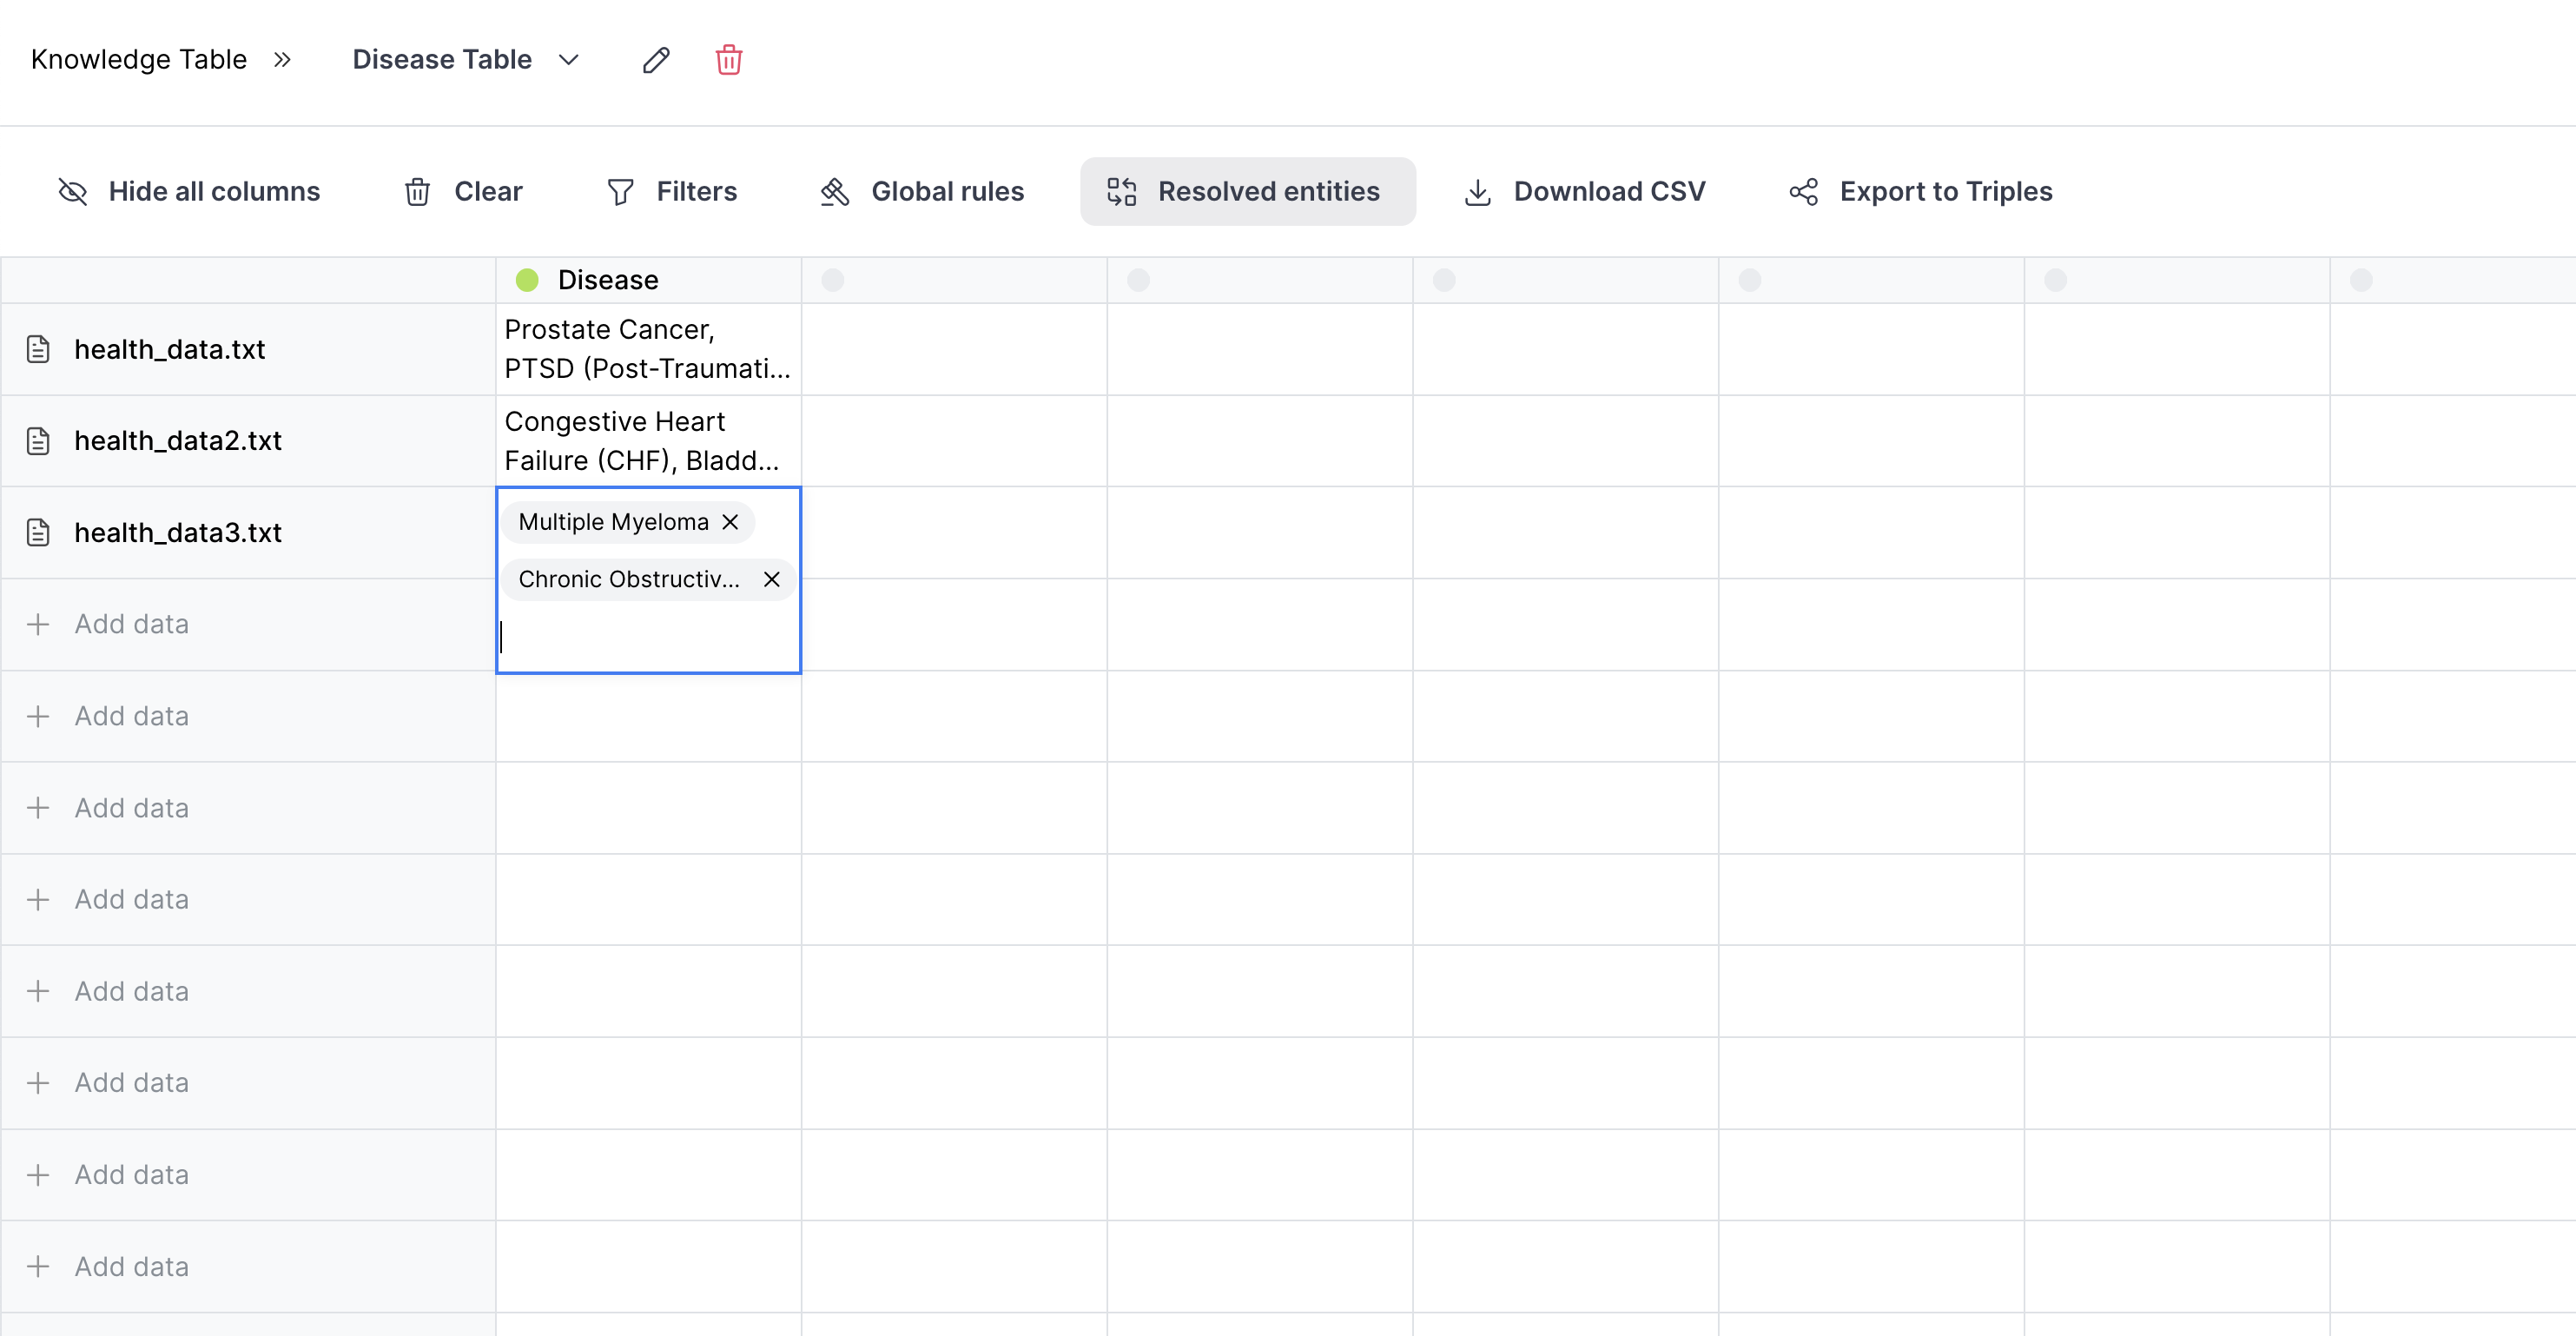 Knowledge Table » Disease Table
Hide all columns Clear Filters Global rules Resolved entities Download CSV Export to Triples
Disease
health_data.txt
Prostate Cancer,
PTSD (Post-Traumati...
health_data2.txt
Congestive Heart
Failure (CHF), Bladd...
health_data3.txt
Multiple Myeloma
Chronic Obstructiv...
Add data
Add data
Add data
Add data
Add data
Add data
Add data
Add data